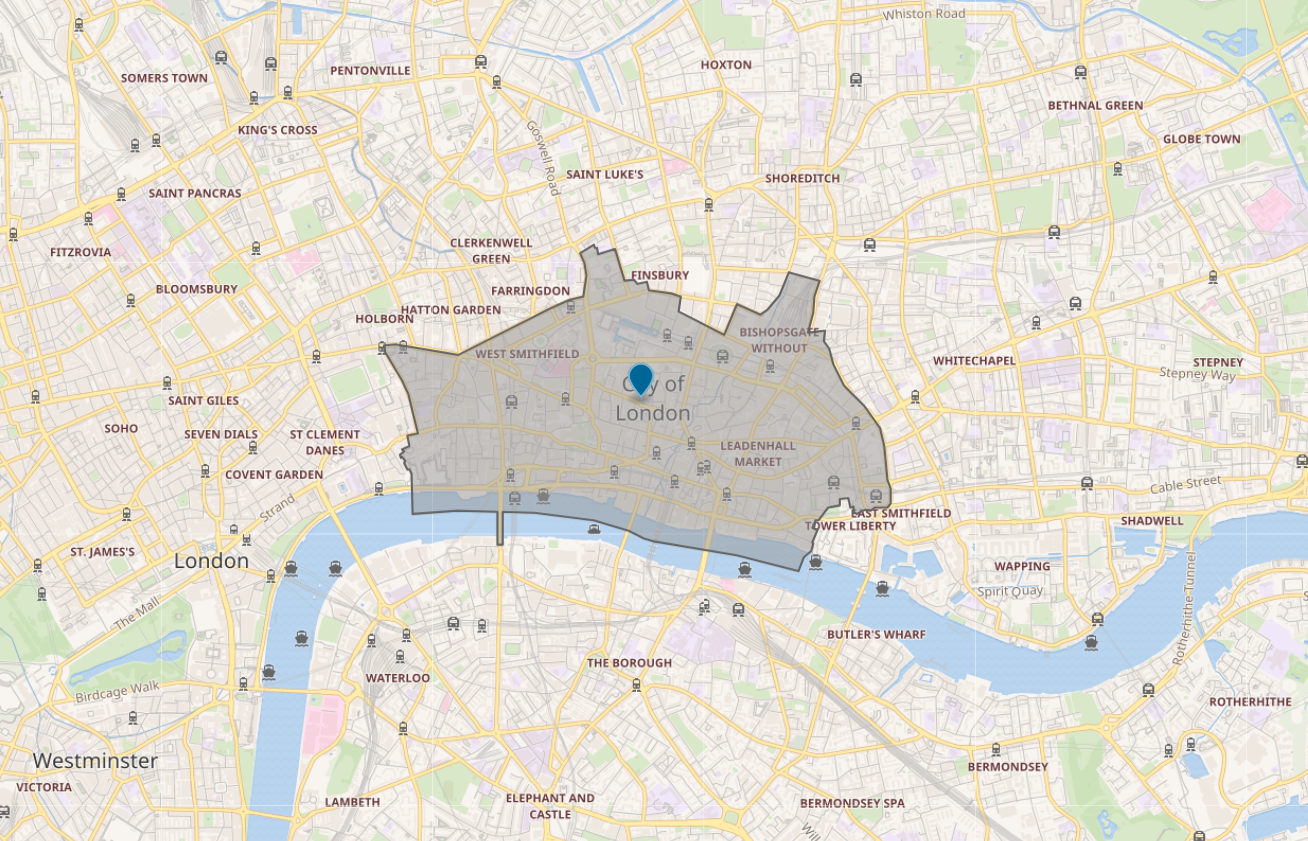 Whiston Road
HOXTON
PENTONVILLE
SOMERS TOWN
BETHNAL GREEN
KING'S CROSS
GLOBE TOWN
Goswell Road
SAINT LUKE'S
SHOREDITCH
SAINT PANCRAS
CLERKENWELL
GREEN
FITZROVIA
FINSBURY
BLOOMSBURY
FARRINGDON
HATTON GARDEN
HOLBORN
BISHOPSGATE
WITHOUT
WEST SMITHFIELD
WHITECHAPEL
STEPNEY
Stepney Way
City of
London
SAINT GILES
SOHO
SEVEN DIALS
ST CLEMENT
DANES
LEADENHALL
MARKET
COVENT GARDEN
Cable Street
Strand
EAST SMITHFIELD
TOWER LIBERTY
SHADWELL
ST. JAMES'S
London
WAPPING
Spirit Quay
The Mall
Rotherhithe Tunnel
BUTLER'S WHARF
THE BOROUGH
WATERLOO
Birdcage Walk
ROTHERHITHE
Westminster
BERMONDSEY
VICTORIA
LAMBETH
ELEPHANT AND
CASTLE
BERMONDSEY SPA